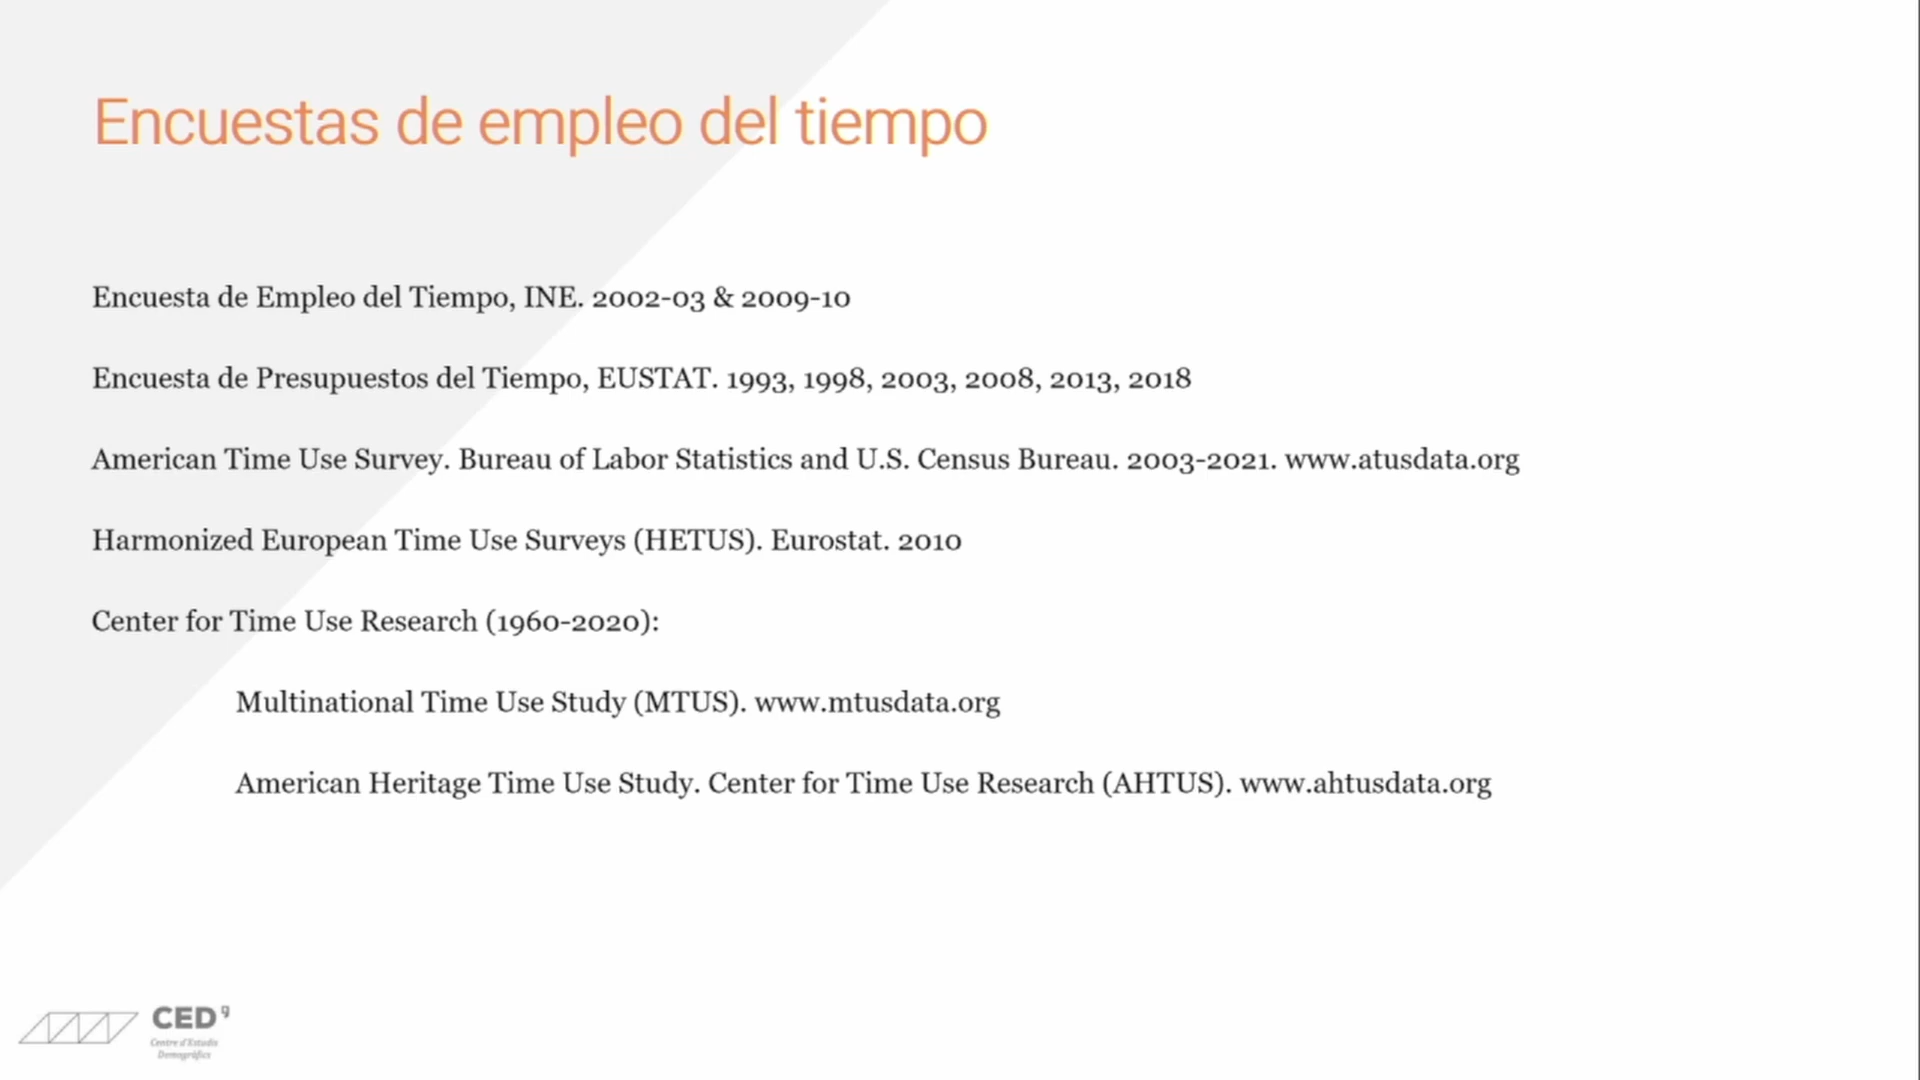 Encuestas de empleo del tiempo
Encuesta de Empleo del Tiempo, INE. 2002-03 & 2009-10
Encuesta de Presupuestos del Tiempo, EUSTAT. 1993, 1998, 2003, 2008, 2013, 2018
American Time Use Survey. Bureau of Labor Statistics and U.S. Census Bureau. 2003-2021. www.atusdata.org
Harmonized European Time Use Surveys (HETUS). Eurostat. 2010
Center for Time Use Research (1960-2020):
Multinational Time Use Study (MTUS). www.mtusdata.org
American Heritage Time Use Study. Center for Time Use Research (AHTUS). www.ahtusdata.org
CED⁹
Centre d'Estudis
Demogràfics